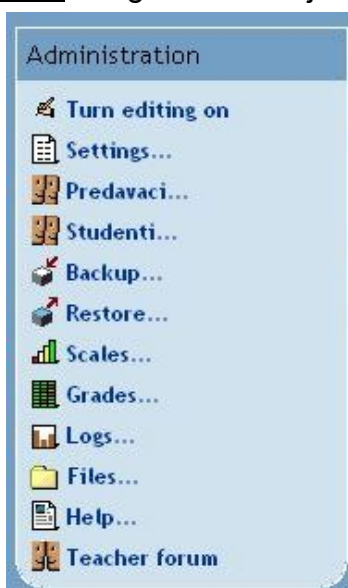 Administration
Turn editing on
Settings...
Predavaci...
Studenti...
Backup...
Restore...
Scales...
Grades...
Logs...
Files...
Help...
Teacher forum